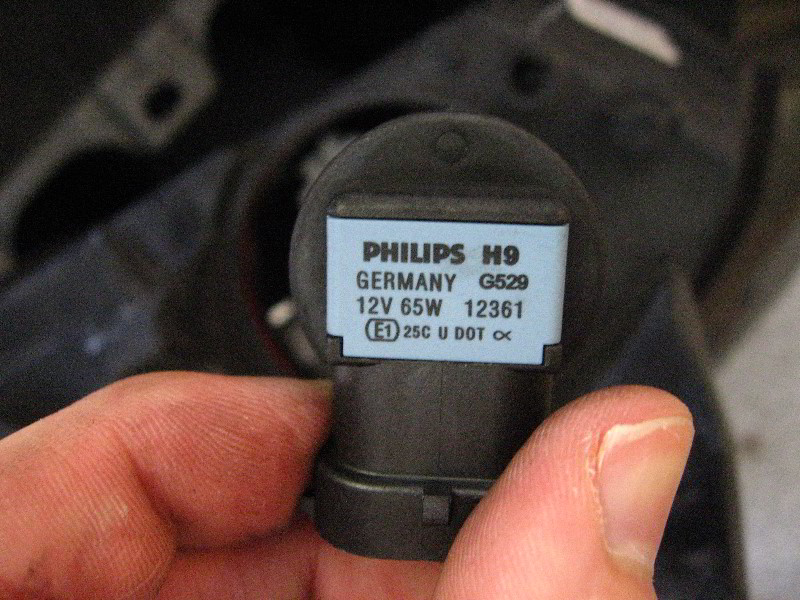 PHILIPS H9
GERMANY G529
12V 65W 12361
E1 25C U DOT ∝